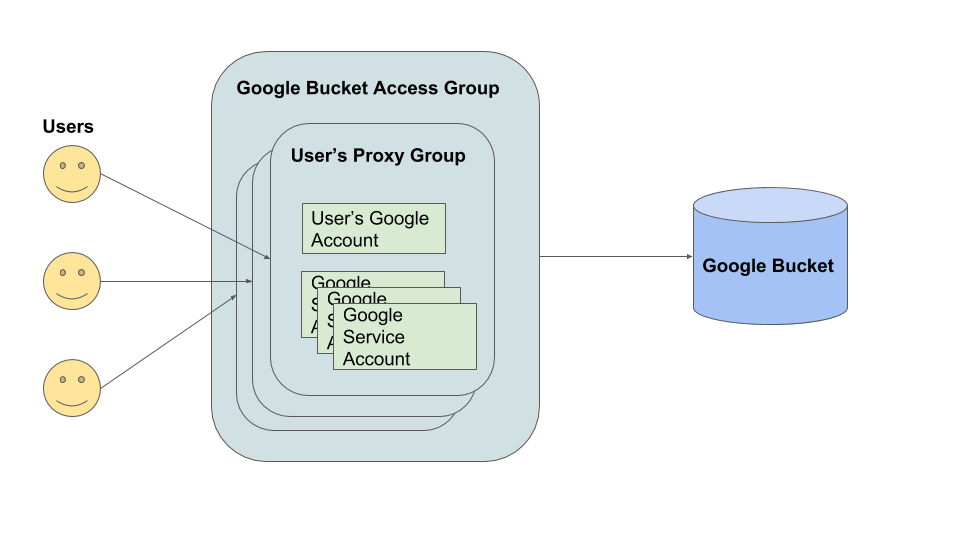 Google Bucket Access Group
Users
User's Proxy Group
User's Google
Account
Google
Google
Google
Service
Account
Google Bucket